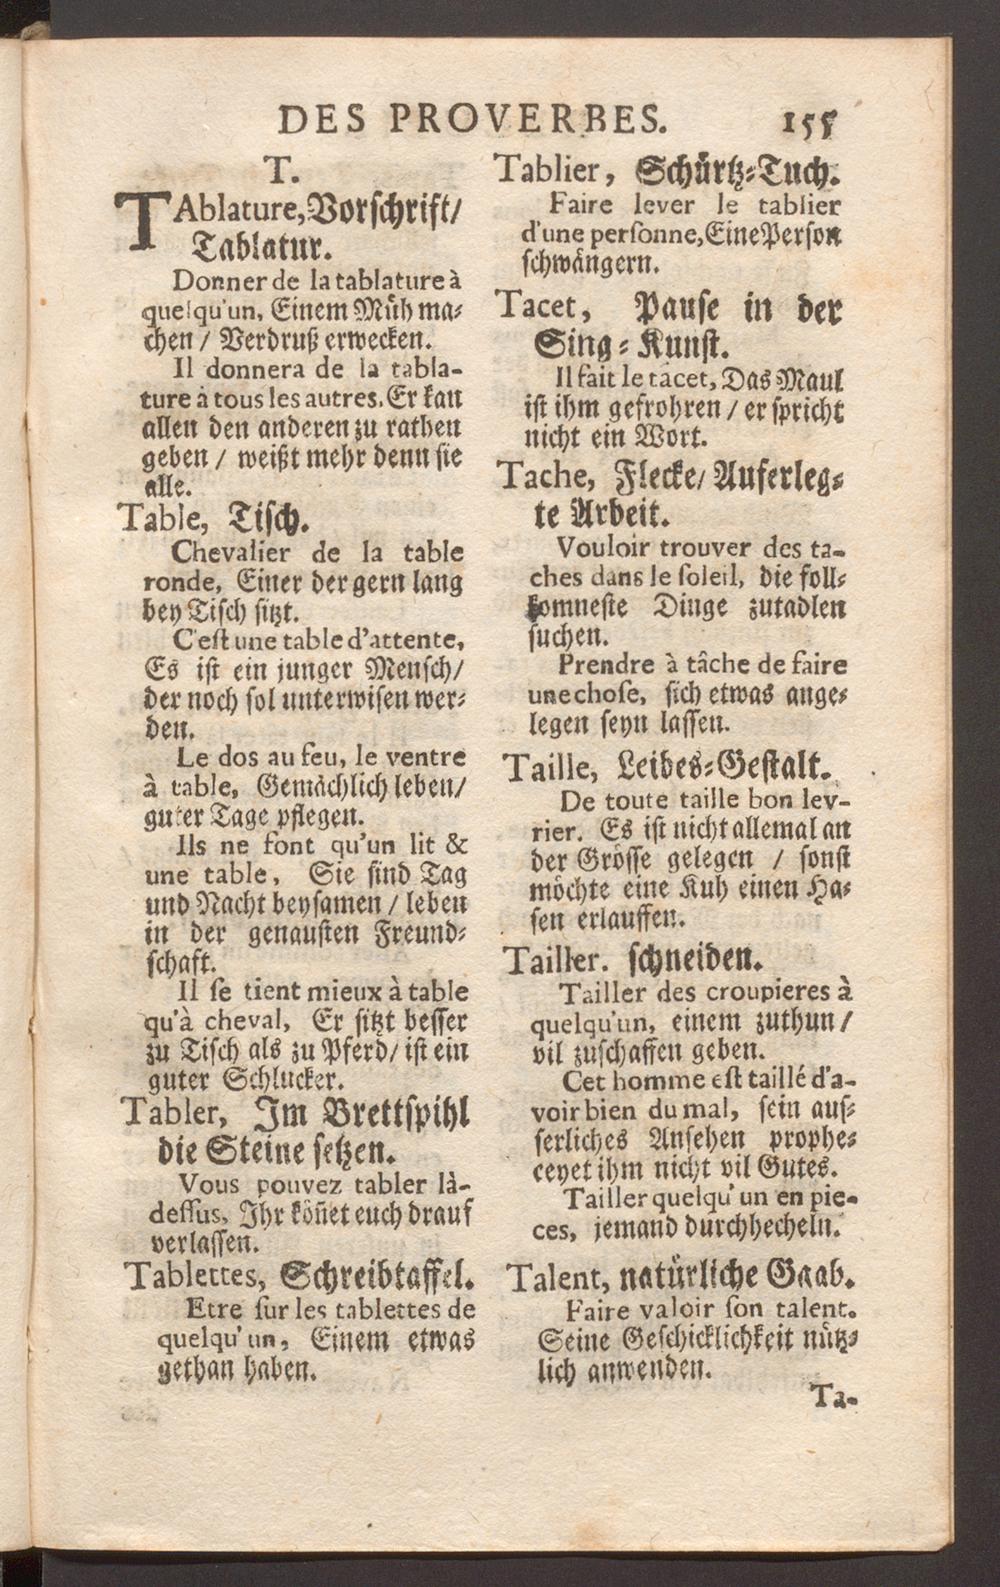 DES PROVERBES. 155
T.
TAblature, Vorschrift/
Tablatur.
Donner de la tablature à
quelqu'un, Einem Müh ma-
chen / Verdruß erwecken.
Il donnera de la tabla-
ture à tous les autres. Er kan
allen den anderen zu rathen
geben / weißt mehr denn sie
alle.
Table, Tisch.
Chevalier de la table
ronde, Einer der gern lang
bey Tisch sitzt.
C'est une table d'attente,
Es ist ein junger Mensch/
der noch sol unterwisen wer-
den.
Le dos au feu, le ventre
à table, Gemächlich leben/
guter Tage pflegen.
Ils ne font qu'un lit &
une table, Sie sind Tag
und Nacht beysamen / leben
in der genausten Freund-
schaft.
Il se tient mieux à table
qu'à cheval, Er sitzt besser
zu Tisch als zu Pferd/ ist ein
guter Schlucker.
Tabler, Im Brettspihl
die Steine setzen.
Vous pouvez tabler là-
dessus, Ihr köñet euch drauf
verlassen.
Tablettes, Schreibtaffel.
Etre sur les tablettes de
quelqu'un, Einem etwas
gethan haben.
Tablier, Schürtz-Tuch.
Faire lever le tablier
d'une personne, Eine Person
schwängern.
Tacet, Pause in der
Sing-Kunst.
Il fait le tacet, Das Maul
ist ihm gefrohren / er spricht
nicht ein Wort.
Tache, Flecke/ Auferleg-
te Arbeit.
Vouloir trouver des ta-
ches dans le soleil, die foll-
komneste Dinge zutadlen
suchen.
Prendre à tâche de faire
une chose, sich etwas ange-
legen seyn lassen.
Taille, Leibes-Gestalt.
De toute taille bon lev-
rier. Es ist nicht allemal an
der Grösse gelegen / sonst
möchte eine Kuh einen Ha-
sen erlauffen.
Tailler. schneiden.
Tailler des croupieres à
quelqu'un, einem zuthun/
vil zuschaffen geben.
Cet homme est taillé d'a-
voir bien du mal, sein aus-
serliches Ansehen prophe-
ceyet ihm nicht vil Gutes.
Tailler quelqu'un en pie-
ces, jemand durchhecheln.
Talent, natürliche Gaab.
Faire valoir son talent.
Seine Geschicklichkeit nütz-
lich anwenden.
Ta-